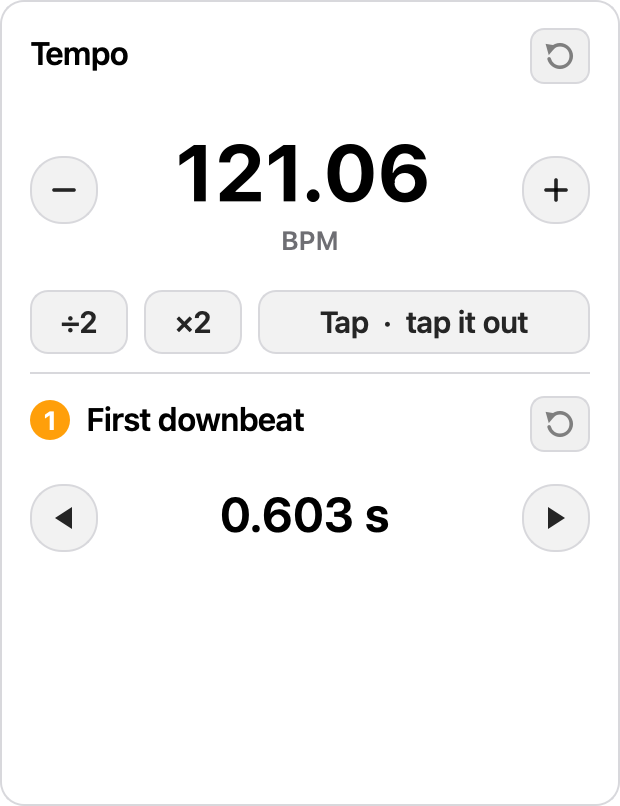 Tempo
−
121.06
+
BPM
÷2
×2
Tap · tap it out
1 First downbeat
0.603 s